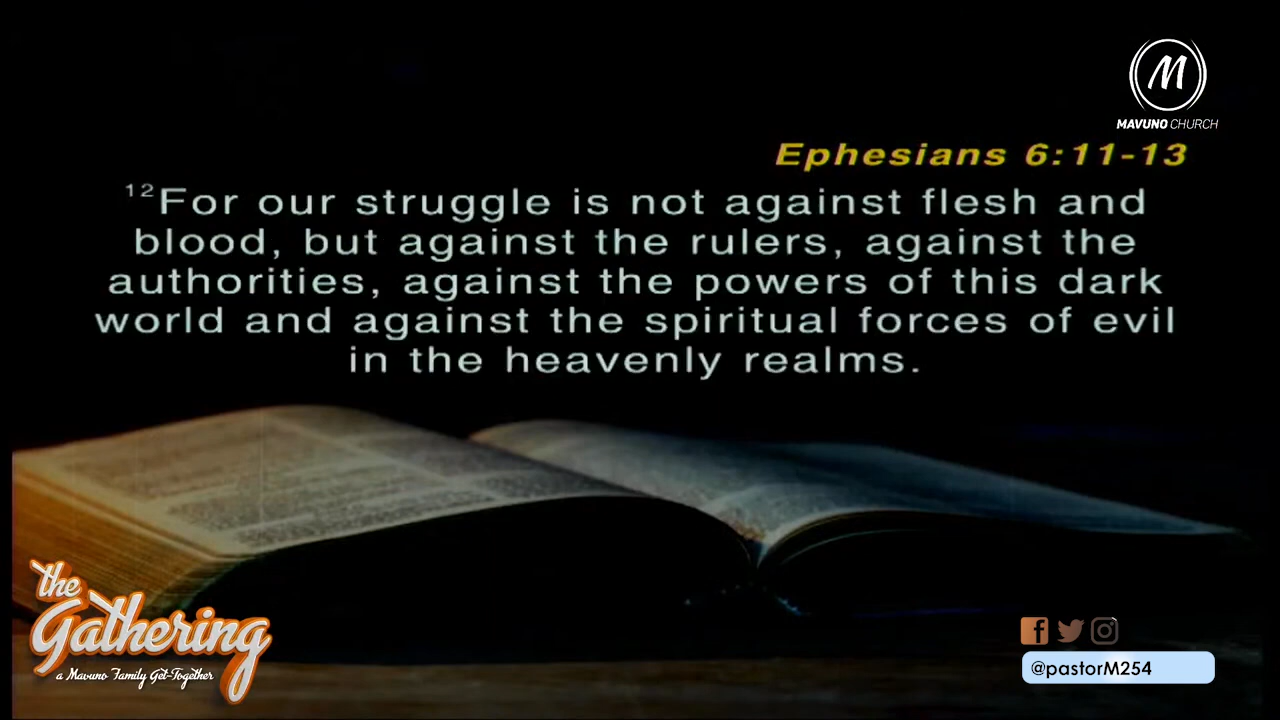 M
MAVUNO CHURCH
Ephesians 6:11-13
12For our struggle is not against flesh and
blood, but against the rulers, against the
authorities, against the powers of this dark
world and against the spiritual forces of evil
in the heavenly realms.
the
Gathering
a Mavuno Family Get-Together
@pastorM254